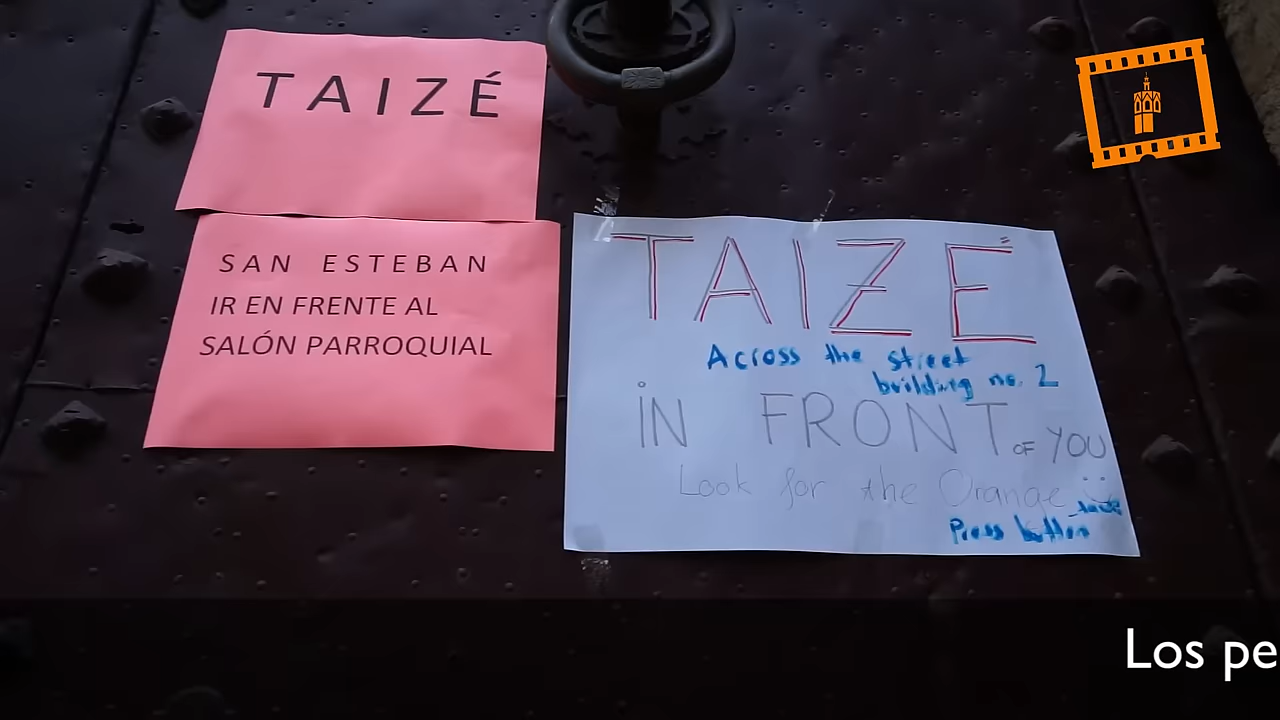 TAIZÉ
SAN ESTEBAN
IR EN FRENTE AL
SALÓN PARROQUIAL
TAIZÉ
Across the street
building no. 2
iN FRONT OF YOU
Look for the Orange
Press button
Los pe